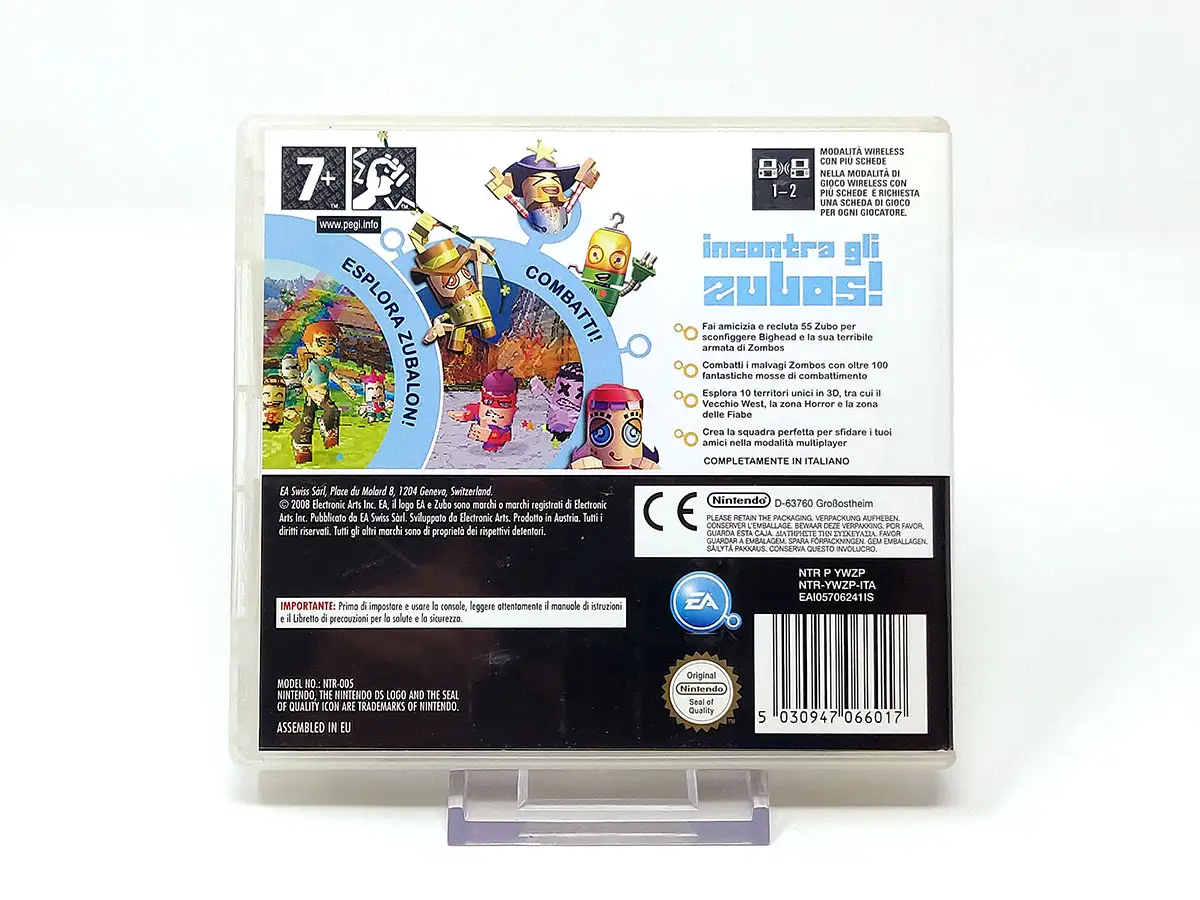 7+
www.pegi.info
ESPLORA ZUBALON!
COMBATTI!
1-2
MODALITÀ WIRELESS
CON PIÙ SCHEDE
NELLA MODALITÀ DI
GIOCO WIRELESS CON
PIÙ SCHEDE È RICHIESTA
UNA SCHEDA DI GIOCO
PER OGNI GIOCATORE.
incontra gli
zubos!
Fai amicizia e recluta 55 Zubo per
sconfiggere Bighead e la sua terribile
armata di Zombos
Combatti i malvagi Zombos con oltre 100
fantastiche mosse di combattimento
Esplora 10 territori unici in 3D, tra cui il
Vecchio West, la zona Horror e la zona
delle Fiabe
Crea la squadra perfetta per sfidare i tuoi
amici nella modalità multiplayer
COMPLETAMENTE IN ITALIANO
EA Swiss Sàrl, Place du Molard 8, 1204 Geneva, Switzerland.
© 2008 Electronic Arts Inc. EA, il logo EA e Zubo sono marchi o marchi registrati di Electronic
Arts Inc. Pubblicato da EA Swiss Sàrl. Sviluppato da Electronic Arts. Prodotto in Austria. Tutti i
diritti riservati. Tutti gli altri marchi sono di proprietà dei rispettivi detentori.
CE
Nintendo D-63760 Großostheim
PLEASE RETAIN THE PACKAGING. VERPACKUNG AUFHEBEN.
CONSERVER L'EMBALLAGE. BEWAAR DEZE VERPAKKING. POR FAVOR,
GUARDA ESTA CAJA. ΔΙΑΤΗΡΗΣΤΕ ΤΗΝ ΣΥΣΚΕΥΑΣΙΑ. FAVOR
GUARDAR A EMBALAGEM. SPARA FÖRPACKNINGEN. GEM EMBALLAGEN.
SÄILYTÄ PAKKAUS. CONSERVA QUESTO INVOLUCRO.
NTR P YWZP
NTR-YWZP-ITA
EAI05706241IS
EA
IMPORTANTE: Prima di impostare e usare la console, leggere attentamente il manuale di istruzioni
e il Libretto di precauzioni per la salute e la sicurezza.
MODEL NO.: NTR-005
NINTENDO, THE NINTENDO DS LOGO AND THE SEAL
OF QUALITY ICON ARE TRADEMARKS OF NINTENDO.
ASSEMBLED IN EU
Original
Nintendo
Seal of
Quality
TM
5 030947 066017